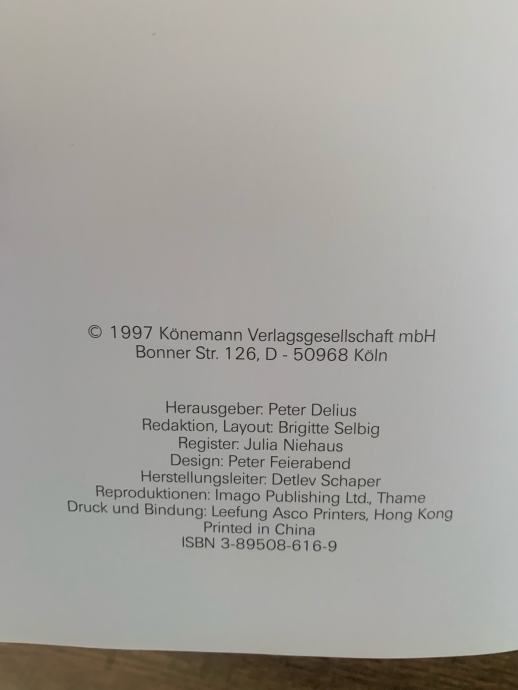 © 1997 Könemann Verlagsgesellschaft mbH
Bonner Str. 126, D - 50968 Köln
Herausgeber: Peter Delius
Redaktion, Layout: Brigitte Selbig
Register: Julia Niehaus
Design: Peter Feierabend
Herstellungsleiter: Detlev Schaper
Reproduktionen: Imago Publishing Ltd., Thame
Druck und Bindung: Leefung Asco Printers, Hong Kong
Printed in China
ISBN 3-89508-616-9